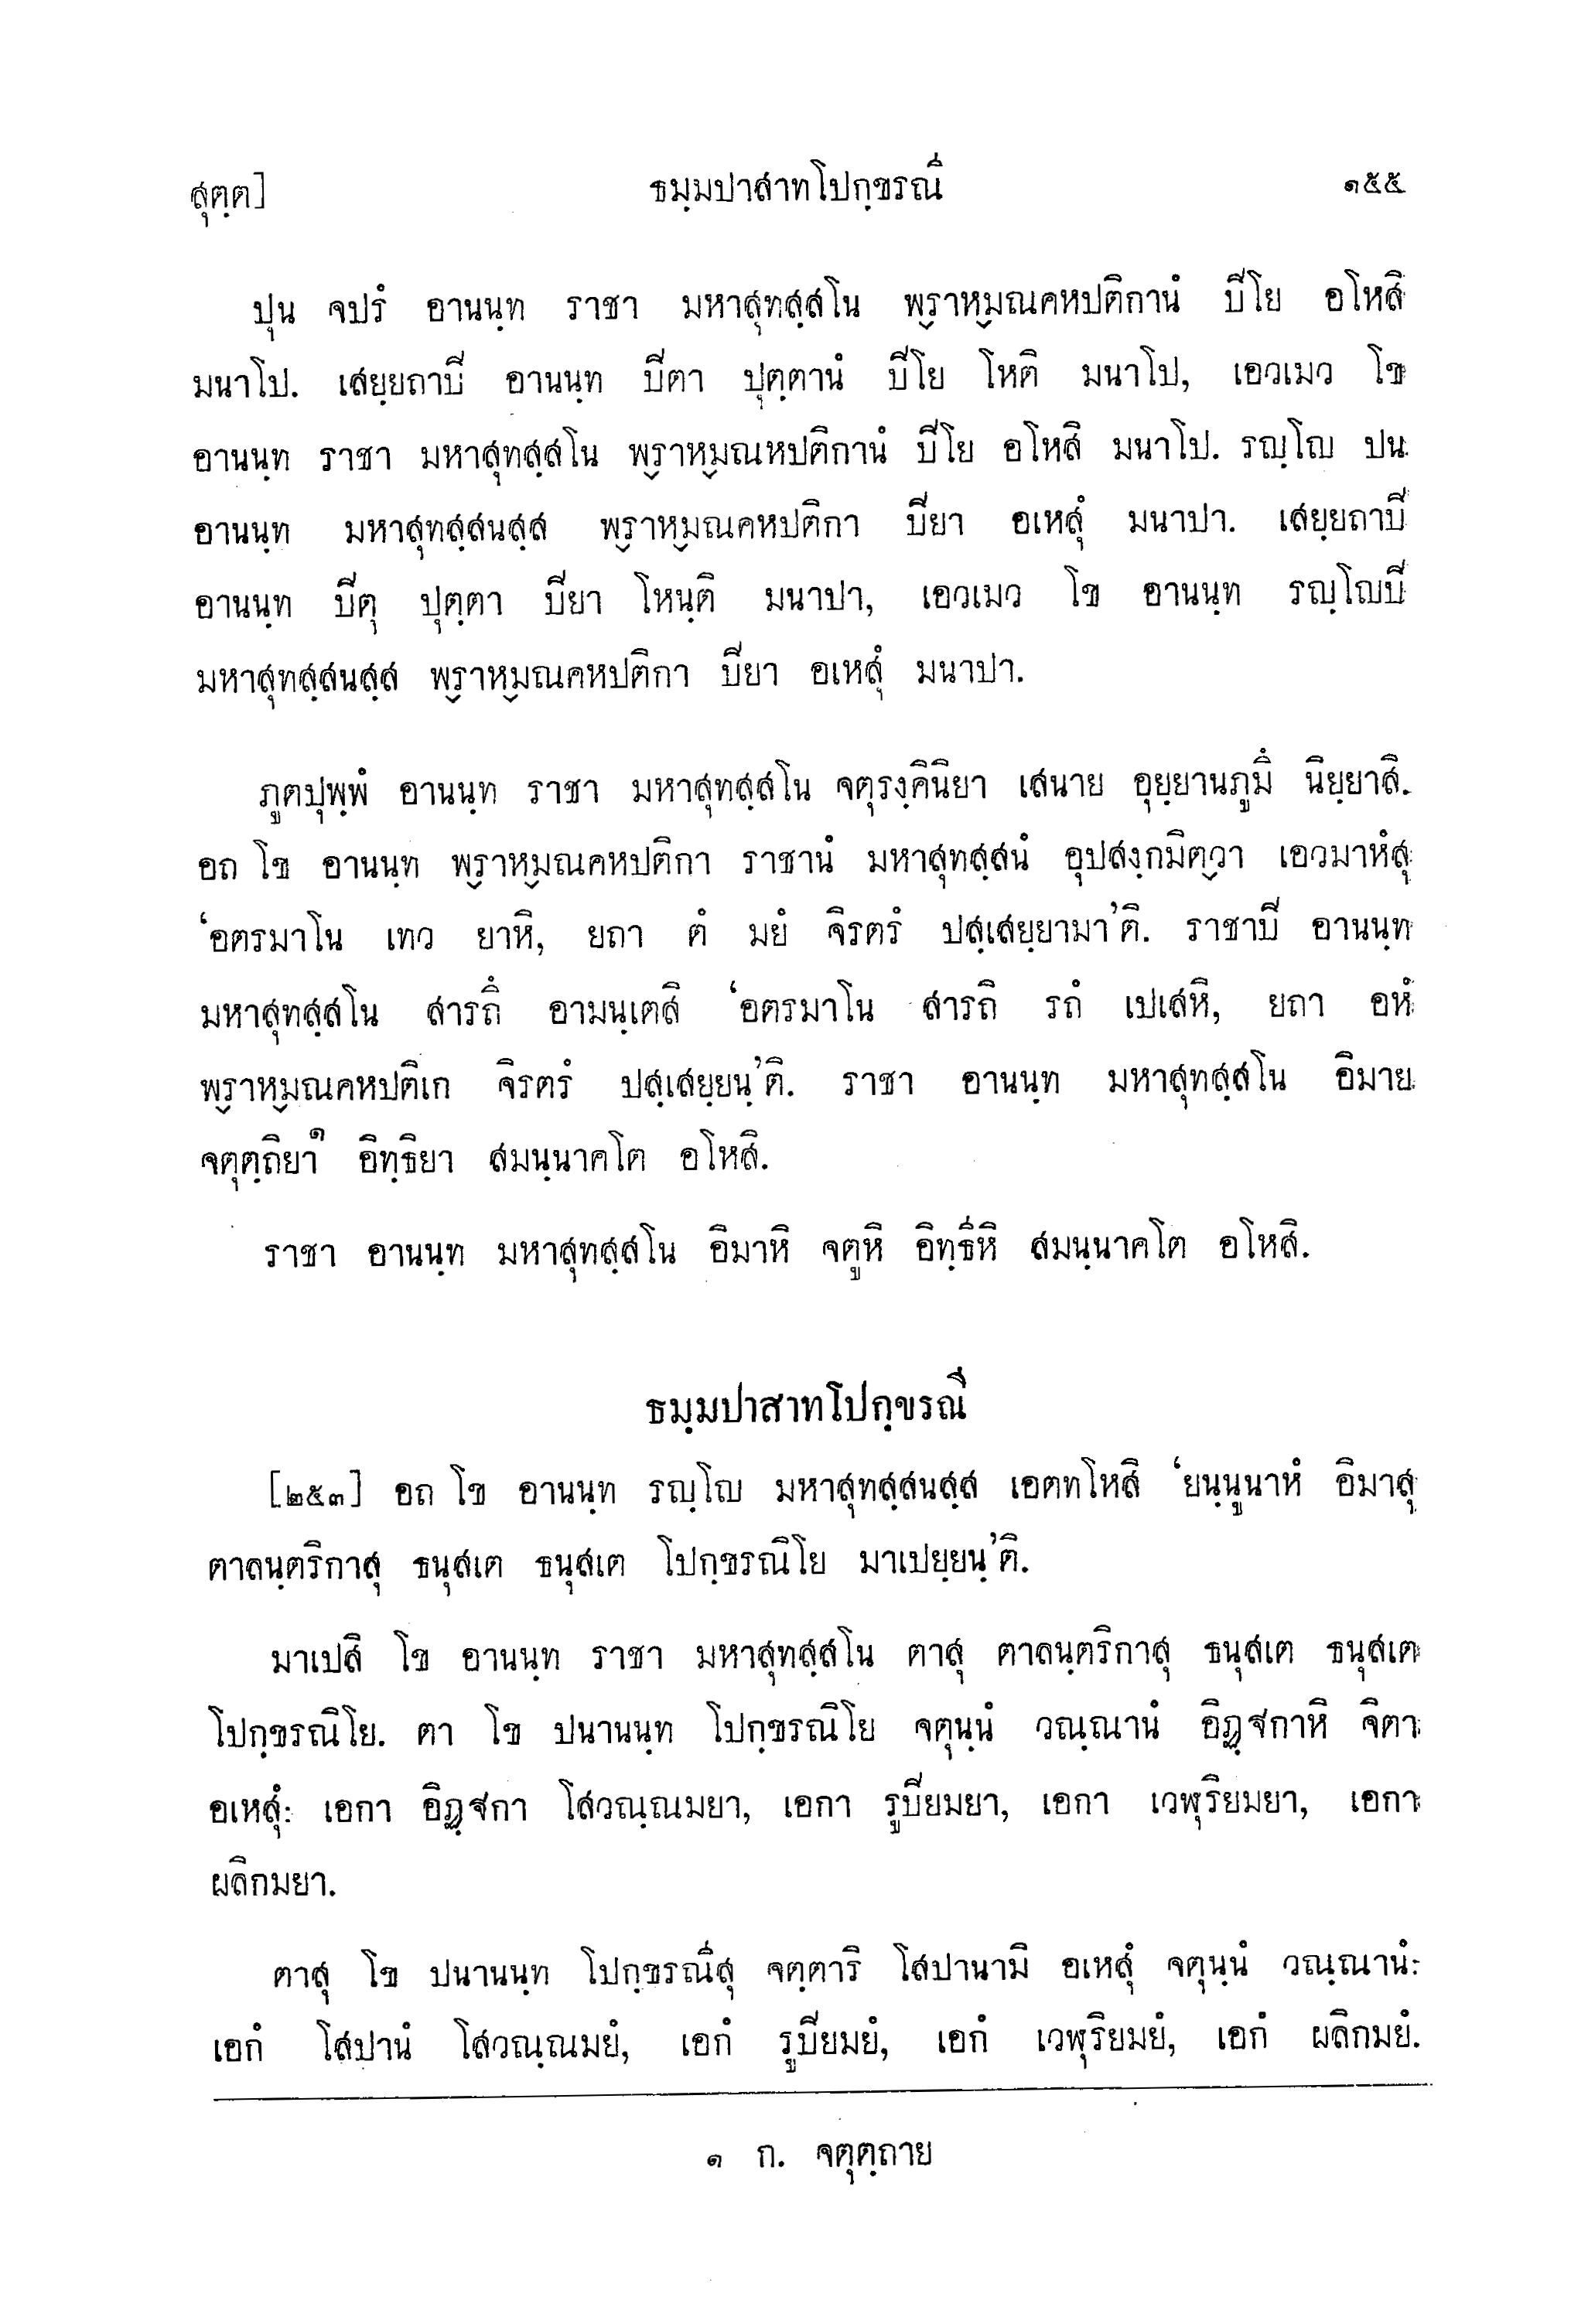 สุตฺต]
ธมฺมปาสาทโปกฺขรณี
๑๕๕
ปุน จปรํ อานนฺท ราชา มหาสุทสฺสโน พฺราหฺมณคหปติกานํ ปิโย อโหสิ
มนาโป. เสยฺยถาปิ อานนฺท ปิตา ปุตฺตานํ ปิโย โหติ มนาโป, เอวเมว โข
อานนฺท ราชา มหาสุทสฺสโน พฺราหฺมณหปติกานํ ปิโย อโหสิ มนาโป. รญฺโญ ปน
อานนฺท มหาสุทสฺสนสฺส พฺราหฺมณคหปติกา ปิยา อเหสุํ มนาปา. เสยฺยถาปิ
อานนฺท ปิตุ ปุตฺตา ปิยา โหนฺติ มนาปา, เอวเมว โข อานนฺท รญฺโญปิ
มหาสุทสฺสนสฺส พฺราหฺมณคหปติกา ปิยา อเหสุํ มนาปา.
ภูตปุพฺพํ อานนฺท ราชา มหาสุทสฺสโน จตุรงฺคินิยา เสนาย อุยฺยานภูมึ นิยฺยาสิ.
อถ โข อานนฺท พฺราหฺมณคหปติกา ราชานํ มหาสุทสฺสนํ อุปสงฺกมิตฺวา เอวมาหํสุ
‘อตรมาโน เทว ยาหิ, ยถา ตํ มยํ จิรตรํ ปสฺเสยฺยามา’ติ. ราชาปิ อานนฺท
มหาสุทสฺสโน สารถึ อามนฺเตสิ ‘อตรมาโน สารถิ รถํ เปเสหิ, ยถา อหํ
พฺราหฺมณคหปติเก จิรตรํ ปสฺเสยฺยนฺ’ติ. ราชา อานนฺท มหาสุทสฺสโน อิมาย
จตุตฺถิยา๑ อิทฺธิยา สมนฺนาคโต อโหสิ.
ราชา อานนฺท มหาสุทสฺสโน อิมาหิ จตูหิ อิทฺธีหิ สมนฺนาคโต อโหสิ.
ธมฺมปาสาทโปกฺขรณี
[๒๕๓] อถ โข อานนฺท รญฺโญ มหาสุทสฺสนสฺส เอตทโหสิ ‘ยนฺนูนาหํ อิมาสุ
ตาลนฺตริกาสุ ธนุสเต ธนุสเต โปกฺขรณิโย มาเปยฺยนฺ’ติ.
มาเปสิ โข อานนฺท ราชา มหาสุทสฺสโน ตาสุ ตาลนฺตริกาสุ ธนุสเต ธนุสเต
โปกฺขรณิโย. ตา โข ปนานนฺท โปกฺขรณิโย จตุนฺนํ วณฺณานํ อิฏฺฐกาหิ จิตา
อเหสุํ: เอกา อิฏฺฐกา โสวณฺณมยา, เอกา รูปิยมยา, เอกา เวฬุริยมยา, เอกา
ผลิกมยา.
ตาสุ โข ปนานนฺท โปกฺขรณีสุ จตฺตาริ โสปานานิ อเหสุํ จตุนฺนํ วณฺณานํ:
เอกํ โสปานํ โสวณฺณมยํ, เอกํ รูปิยมยํ, เอกํ เวฬุริยมยํ, เอกํ ผลิกมยํ.
๑ ก. จตุตฺถาย